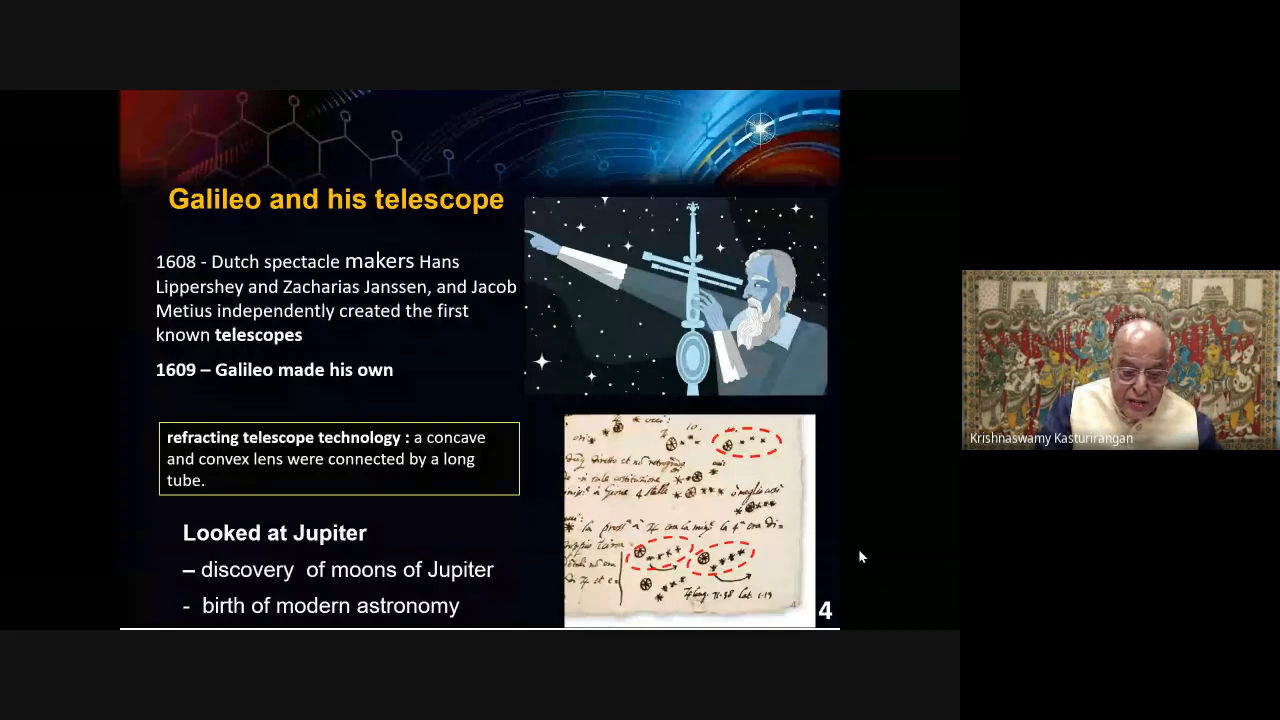 Galileo and his telescope
1608 - Dutch spectacle makers Hans
Lippershey and Zacharias Janssen, and Jacob
Metius independently created the first
known telescopes
1609 – Galileo made his own
refracting telescope technology : a concave
and convex lens were connected by a long
tube.
Looked at Jupiter
– discovery of moons of Jupiter
- birth of modern astronomy
4
Krishnaswamy Kasturirangan